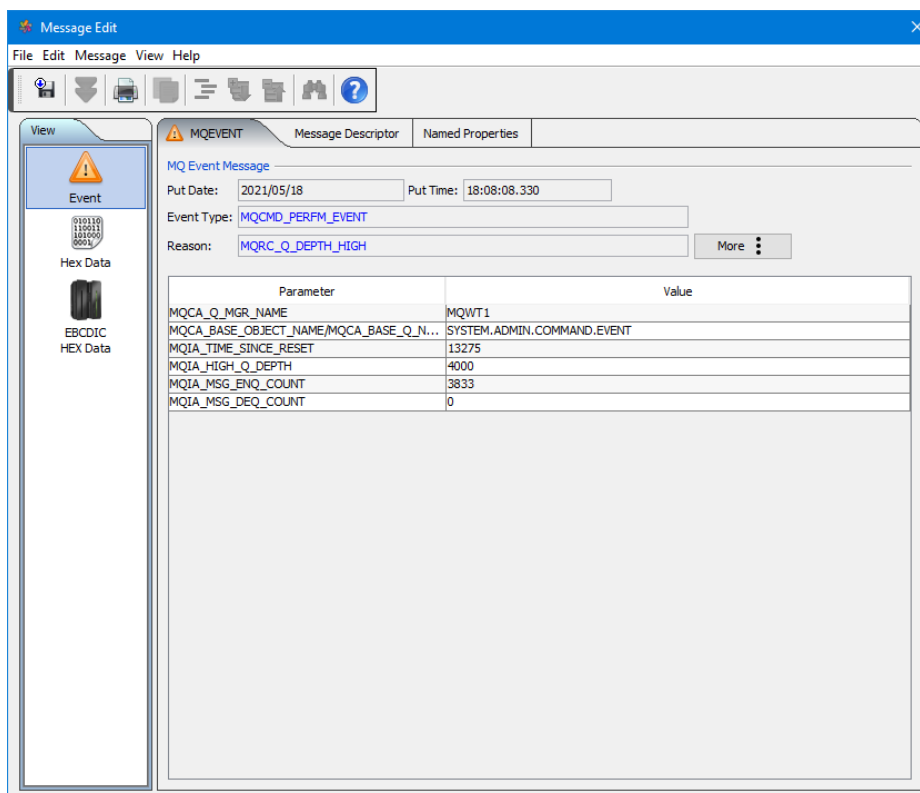 Message Edit
File Edit Message View Help
View
Event
010110
110011
101000
0001
Hex Data
EBCDIC
HEX Data
MQEVENT Message Descriptor Named Properties
MQ Event Message
Put Date: 2021/05/18 Put Time: 18:08:08.330
Event Type: MQCMD_PERFM_EVENT
Reason: MQRC_Q_DEPTH_HIGH More
Parameter Value
MQCA_Q_MGR_NAME MQWT1
MQCA_BASE_OBJECT_NAME/MQCA_BASE_Q_N... SYSTEM.ADMIN.COMMAND.EVENT
MQIA_TIME_SINCE_RESET 13275
MQIA_HIGH_Q_DEPTH 4000
MQIA_MSG_ENQ_COUNT 3833
MQIA_MSG_DEQ_COUNT 0